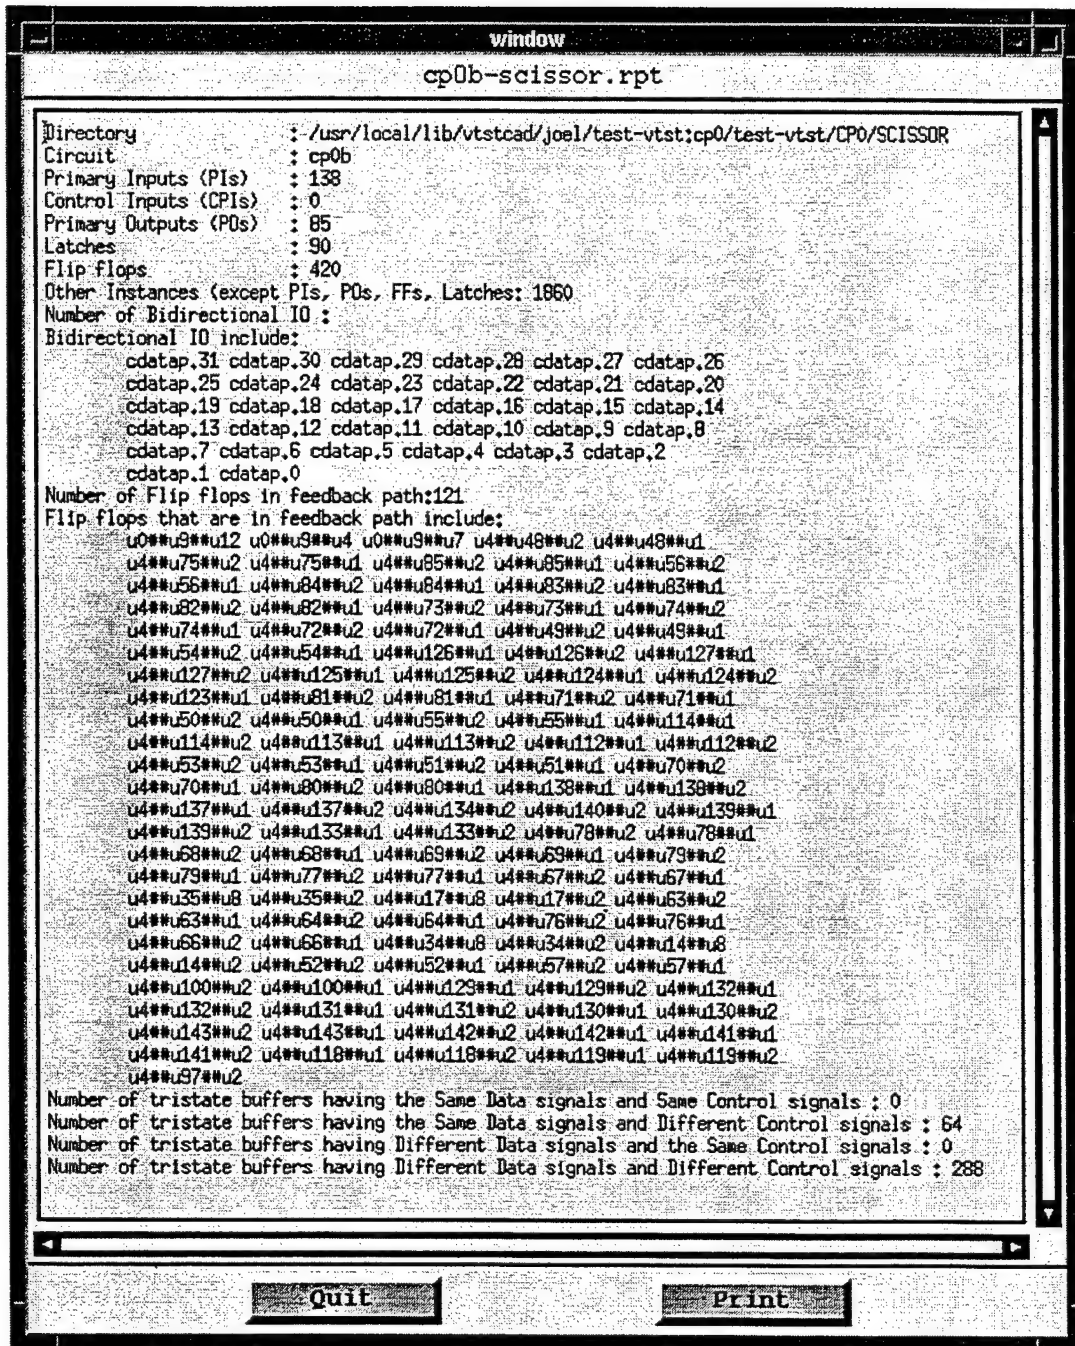 window
cp0b-scissor.rpt
Directory : /usr/local/lib/vtstcad/joel/test-vtst;cp0/test-vtst/CP0/SCISSOR
Circuit : cp0b
Primary Inputs (PIs) : 138
Control Inputs (CPIs) : 0
Primary Outputs (POs) : 85
Latches : 90
Flip flops : 420
Other Instances (except PIs, POs, FFs, Latches: 1860
Number of Bidirectional IO :
Bidirectional IO include:
cdatap.31 cdatap.30 cdatap.29 cdatap.28 cdatap.27 cdatap.26
cdatap.25 cdatap.24 cdatap.23 cdatap.22 cdatap.21 cdatap.20
cdatap.19 cdatap.18 cdatap.17 cdatap.16 cdatap.15 cdatap.14
cdatap.13 cdatap.12 cdatap.11 cdatap.10 cdatap.9 cdatap.8
cdatap.7 cdatap.6 cdatap.5 cdatap.4 cdatap.3 cdatap.2
cdatap.1 cdatap.0
Number of Flip flops in feedback path:121
Flip flops that are in feedback path include:
u0##u9##u12 u0##u9##u4 u0##u9##u7 u4##u48##u2 u4##u48##u1
u4##u75##u2 u4##u75##u1 u4##u85##u2 u4##u85##u1 u4##u56##u2
u4##u56##u1 u4##u84##u2 u4##u84##u1 u4##u83##u2 u4##u83##u1
u4##u82##u2 u4##u82##u1 u4##u73##u2 u4##u73##u1 u4##u74##u2
u4##u74##u1 u4##u72##u2 u4##u72##u1 u4##u49##u2 u4##u49##u1
u4##u54##u2 u4##u54##u1 u4##u126##u1 u4##u126##u2 u4##u127##u1
u4##u127##u2 u4##u125##u1 u4##u125##u2 u4##u124##u1 u4##u124##u2
u4##u123##u1 u4##u81##u2 u4##u81##u1 u4##u71##u2 u4##u71##u1
u4##u50##u2 u4##u50##u1 u4##u55##u2 u4##u55##u1 u4##u114##u1
u4##u114##u2 u4##u113##u1 u4##u113##u2 u4##u112##u1 u4##u112##u2
u4##u53##u2 u4##u53##u1 u4##u51##u2 u4##u51##u1 u4##u70##u2
u4##u70##u1 u4##u80##u2 u4##u80##u1 u4##u138##u1 u4##u138##u2
u4##u137##u1 u4##u137##u2 u4##u134##u2 u4##u140##u2 u4##u139##u1
u4##u139##u2 u4##u133##u1 u4##u133##u2 u4##u78##u2 u4##u78##u1
u4##u68##u2 u4##u68##u1 u4##u69##u2 u4##u69##u1 u4##u79##u2
u4##u79##u1 u4##u77##u2 u4##u77##u1 u4##u67##u2 u4##u67##u1
u4##u35##u8 u4##u35##u2 u4##u17##u8 u4##u17##u2 u4##u63##u2
u4##u63##u1 u4##u64##u2 u4##u64##u1 u4##u76##u2 u4##u76##u1
u4##u66##u2 u4##u66##u1 u4##u34##u8 u4##u34##u2 u4##u14##u8
u4##u14##u2 u4##u52##u2 u4##u52##u1 u4##u57##u2 u4##u57##u1
u4##u100##u2 u4##u100##u1 u4##u129##u1 u4##u129##u2 u4##u132##u1
u4##u132##u2 u4##u131##u1 u4##u131##u2 u4##u130##u1 u4##u130##u2
u4##u143##u2 u4##u143##u1 u4##u142##u2 u4##u142##u1 u4##u141##u1
u4##u141##u2 u4##u118##u1 u4##u118##u2 u4##u119##u1 u4##u119##u2
u4##u97##u2
Number of tristate buffers having the Same Data signals and Same Control signals : 0
Number of tristate buffers having the Same Data signals and Different Control signals : 64
Number of tristate buffers having Different Data signals and the Same Control signals : 0
Number of tristate buffers having Different Data signals and Different Control signals : 288
Quit
Print